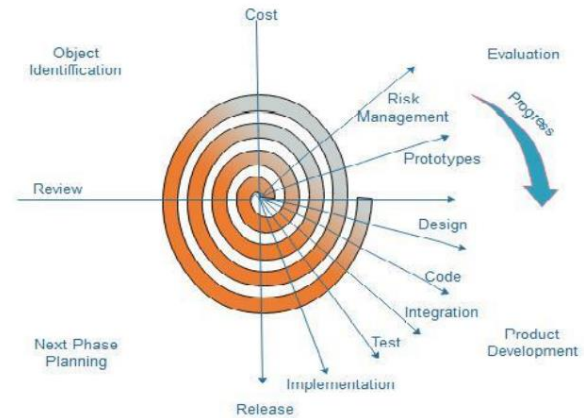 Cost
Object
Identification
Evaluation
Progress
Risk
Management
Prototypes
Review
Design
Code
Integration
Test
Next Phase
Planning
Product
Development
Implementation
Release